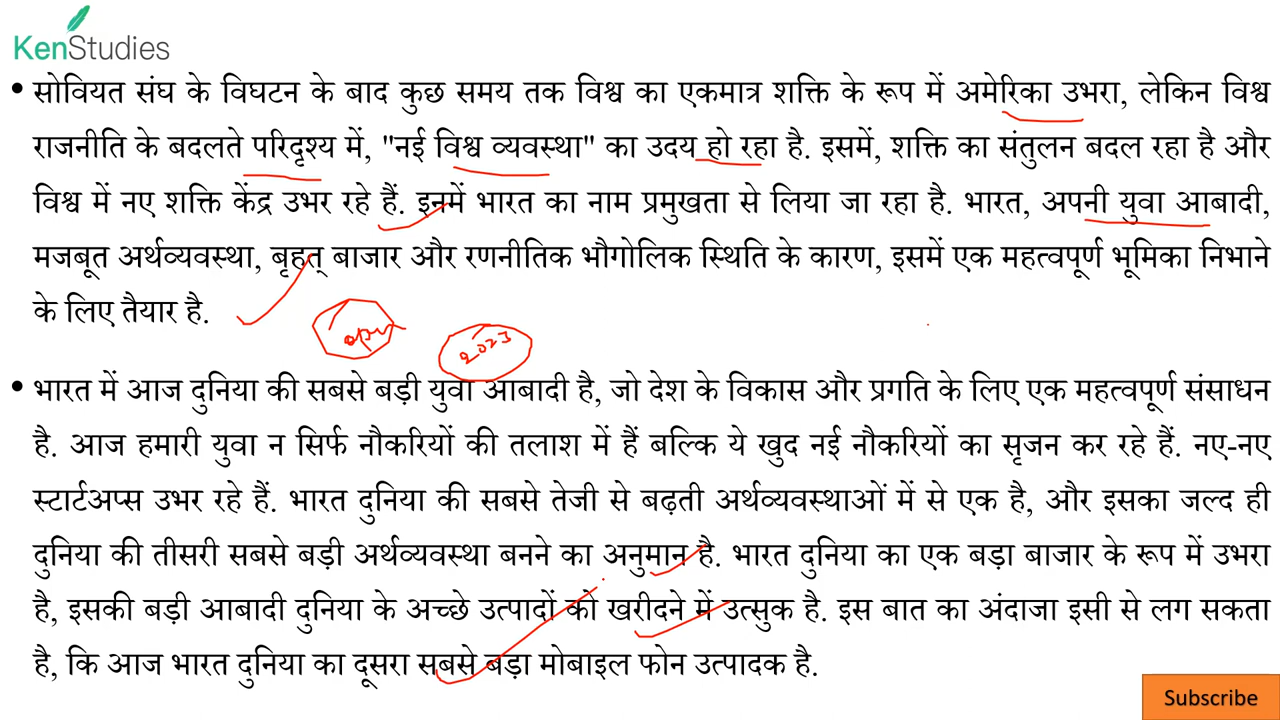 KenStudies
• सोवियत संघ के विघटन के बाद कुछ समय तक विश्व का एकमात्र शक्ति के रूप में अमेरिका उभरा, लेकिन विश्व
राजनीति के बदलते परिदृश्य में, "नई विश्व व्यवस्था" का उदय हो रहा है. इसमें, शक्ति का संतुलन बदल रहा है और
विश्व में नए शक्ति केंद्र उभर रहे हैं. इनमें भारत का नाम प्रमुखता से लिया जा रहा है. भारत, अपनी युवा आबादी,
मजबूत अर्थव्यवस्था, बृहत् बाजार और रणनीतिक भौगोलिक स्थिति के कारण, इसमें एक महत्वपूर्ण भूमिका निभाने
के लिए तैयार है.
2023
• भारत में आज दुनिया की सबसे बड़ी युवा आबादी है, जो देश के विकास और प्रगति के लिए एक महत्वपूर्ण संसाधन
है. आज हमारी युवा न सिर्फ नौकरियों की तलाश में हैं बल्कि ये खुद नई नौकरियों का सृजन कर रहे हैं. नए-नए
स्टार्टअप्स उभर रहे हैं. भारत दुनिया की सबसे तेजी से बढ़ती अर्थव्यवस्थाओं में से एक है, और इसका जल्द ही
दुनिया की तीसरी सबसे बड़ी अर्थव्यवस्था बनने का अनुमान है. भारत दुनिया का एक बड़ा बाजार के रूप में उभरा
है, इसकी बड़ी आबादी दुनिया के अच्छे उत्पादों को खरीदने में उत्सुक है. इस बात का अंदाजा इसी से लग सकता
है, कि आज भारत दुनिया का दूसरा सबसे बड़ा मोबाइल फोन उत्पादक है.
Subscribe